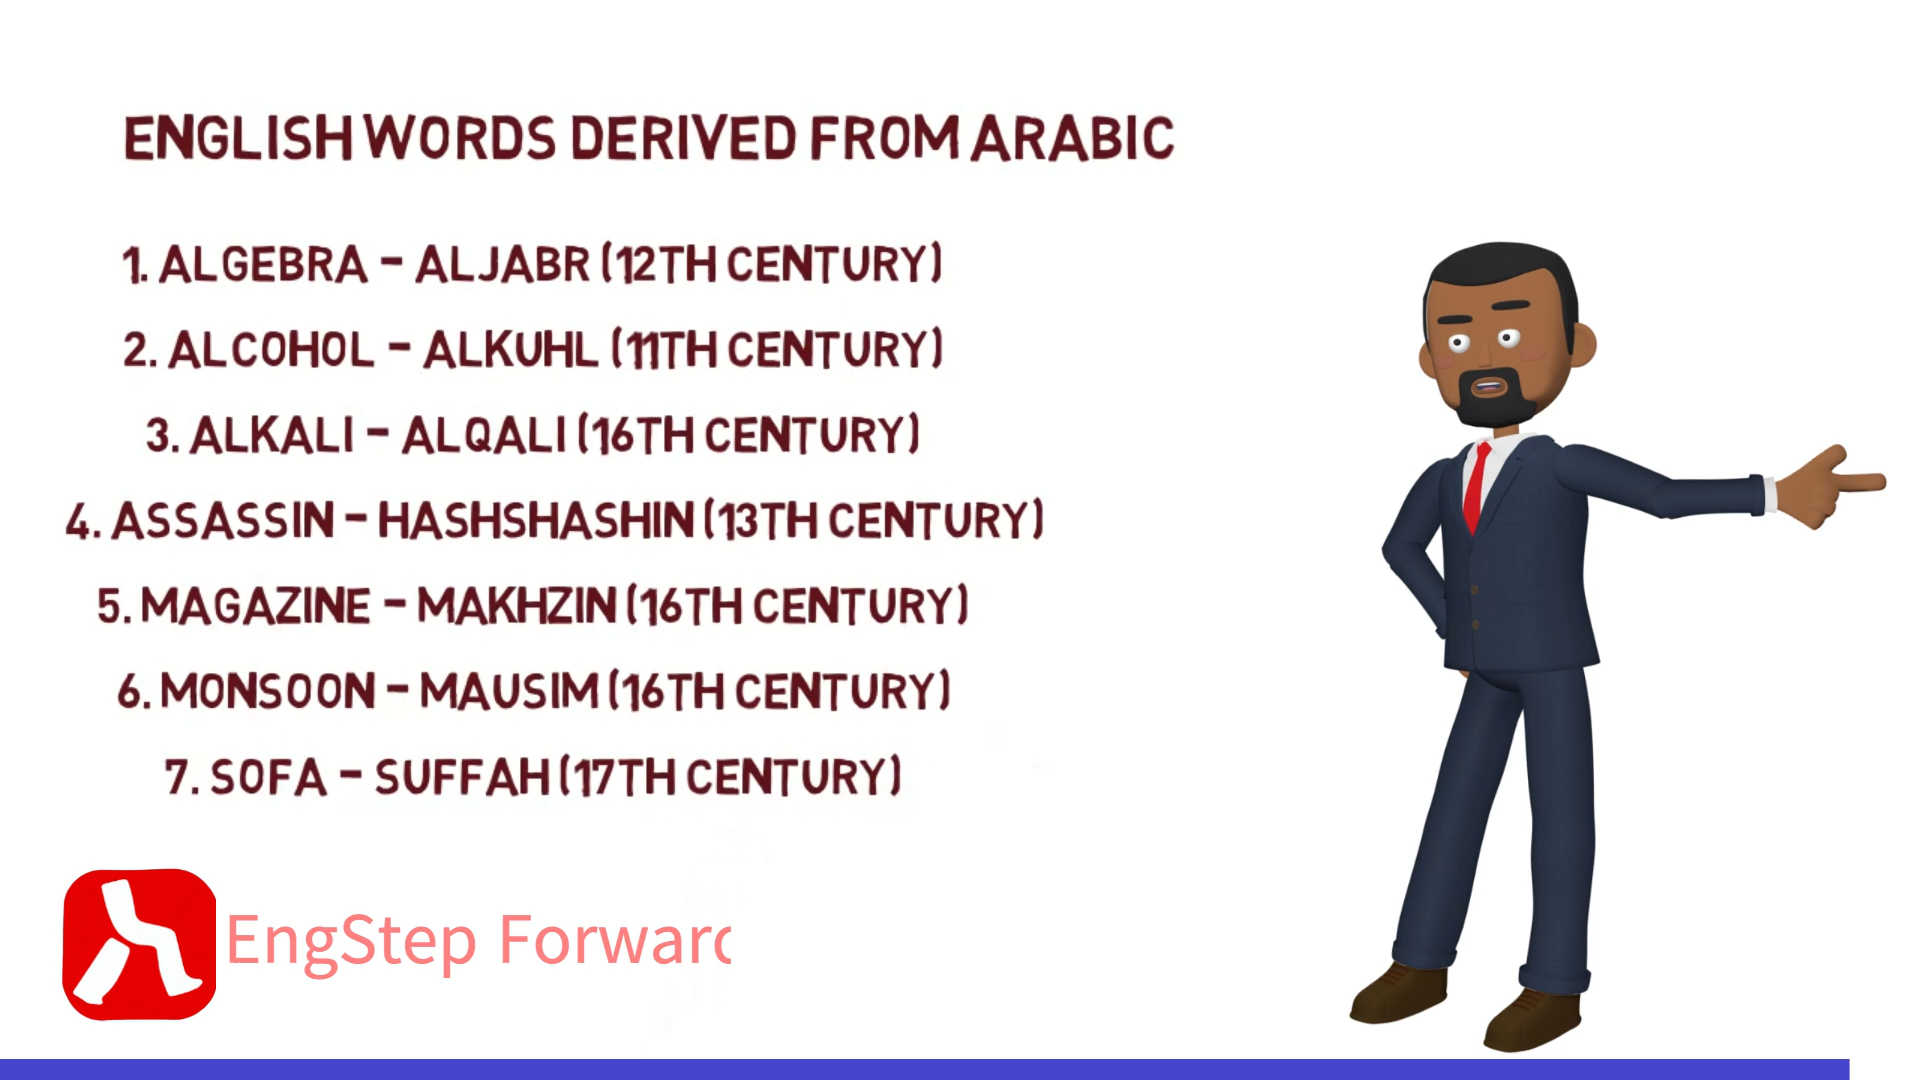 ENGLISH WORDS DERIVED FROM ARABIC
1. ALGEBRA - ALJABR (12TH CENTURY)
2. ALCOHOL - ALKUHL (11TH CENTURY)
3. ALKALI - ALQALI (16TH CENTURY)
4. ASSASSIN - HASHSHASHIN (13TH CENTURY)
5. MAGAZINE - MAKHZIN (16TH CENTURY)
6. MONSOON - MAUSIM (16TH CENTURY)
7. SOFA - SUFFAH (17TH CENTURY)
EngStep Forward